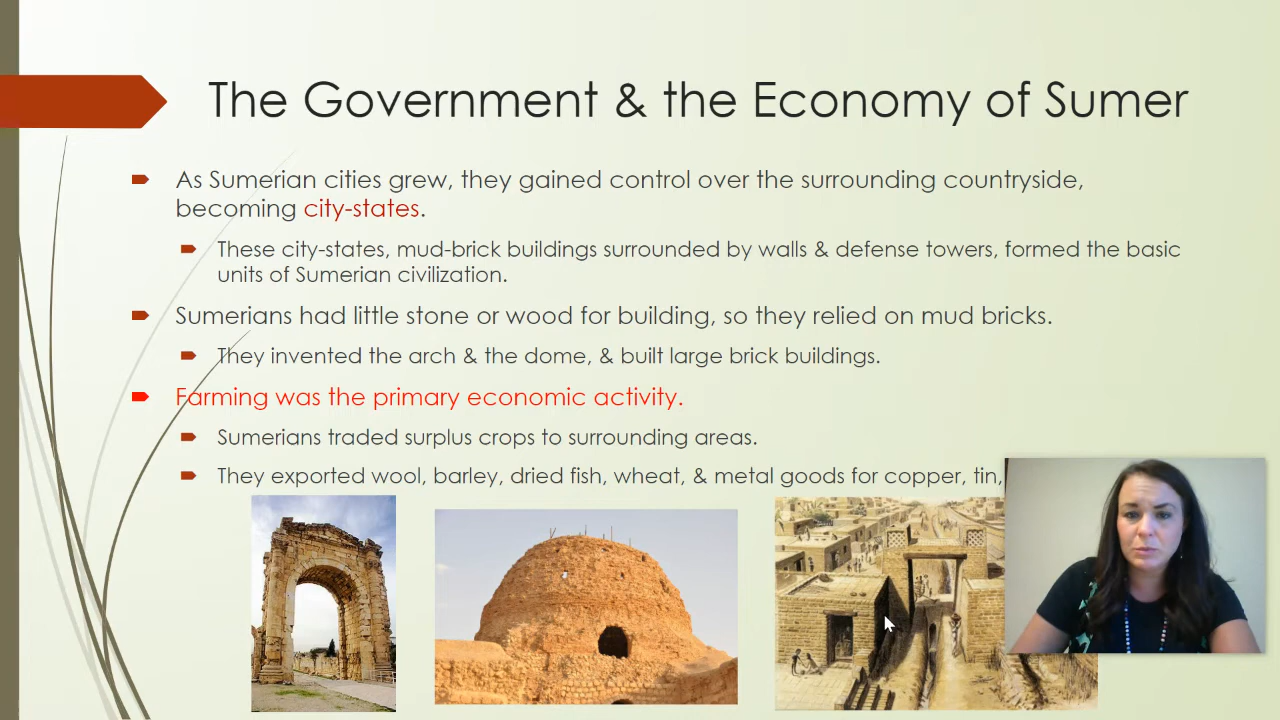 The Government & the Economy of Sumer
As Sumerian cities grew, they gained control over the surrounding countryside,
becoming city-states.
These city-states, mud-brick buildings surrounded by walls & defense towers, formed the basic
units of Sumerian civilization.
Sumerians had little stone or wood for building, so they relied on mud bricks.
They invented the arch & the dome, & built large brick buildings.
Farming was the primary economic activity.
Sumerians traded surplus crops to surrounding areas.
They exported wool, barley, dried fish, wheat, & metal goods for copper, tin,